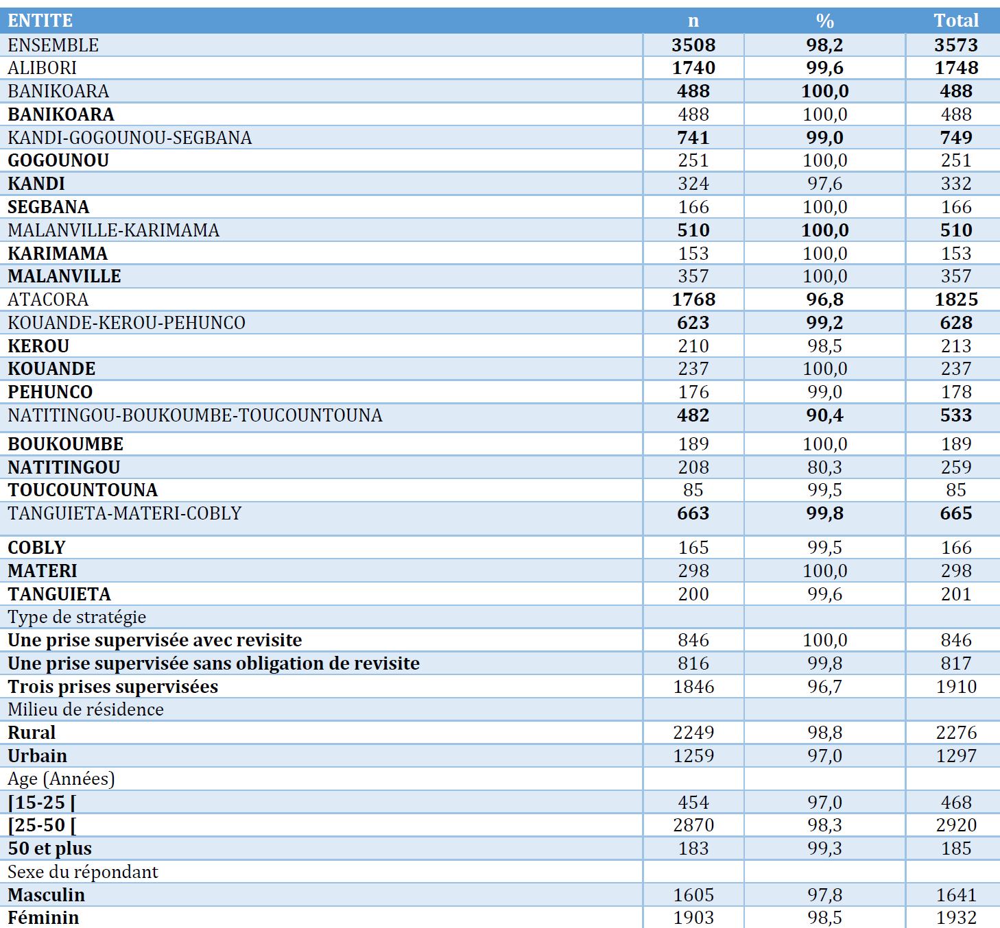 ENTITE n % Total
ENSEMBLE 3508 98,2 3573
ALIBORI 1740 99,6 1748
BANIKOARA 488 100,0 488
BANIKOARA 488 100,0 488
KANDI-GOGOUNOU-SEGBANA 741 99,0 749
GOGOUNOU 251 100,0 251
KANDI 324 97,6 332
SEGBANA 166 100,0 166
MALANVILLE-KARIMAMA 510 100,0 510
KARIMAMA 153 100,0 153
MALANVILLE 357 100,0 357
ATACORA 1768 96,8 1825
KOUANDE-KEROU-PEHUNCO 623 99,2 628
KEROU 210 98,5 213
KOUANDE 237 100,0 237
PEHUNCO 176 99,0 178
NATITINGOU-BOUKOUMBE-TOUCOUNTOUNA 482 90,4 533
BOUKOUMBE 189 100,0 189
NATITINGOU 208 80,3 259
TOUCOUNTOUNA 85 99,5 85
TANGUIETA-MATERI-COBLY 663 99,8 665
COBLY 165 99,5 166
MATERI 298 100,0 298
TANGUIETA 200 99,6 201
Type de stratégie
Une prise supervisée avec revisite 846 100,0 846
Une prise supervisée sans obligation de revisite 816 99,8 817
Trois prises supervisées 1846 96,7 1910
Milieu de résidence
Rural 2249 98,8 2276
Urbain 1259 97,0 1297
Age (Années)
[15-25 [ 454 97,0 468
[25-50 [ 2870 98,3 2920
50 et plus 183 99,3 185
Sexe du répondant
Masculin 1605 97,8 1641
Féminin 1903 98,5 1932